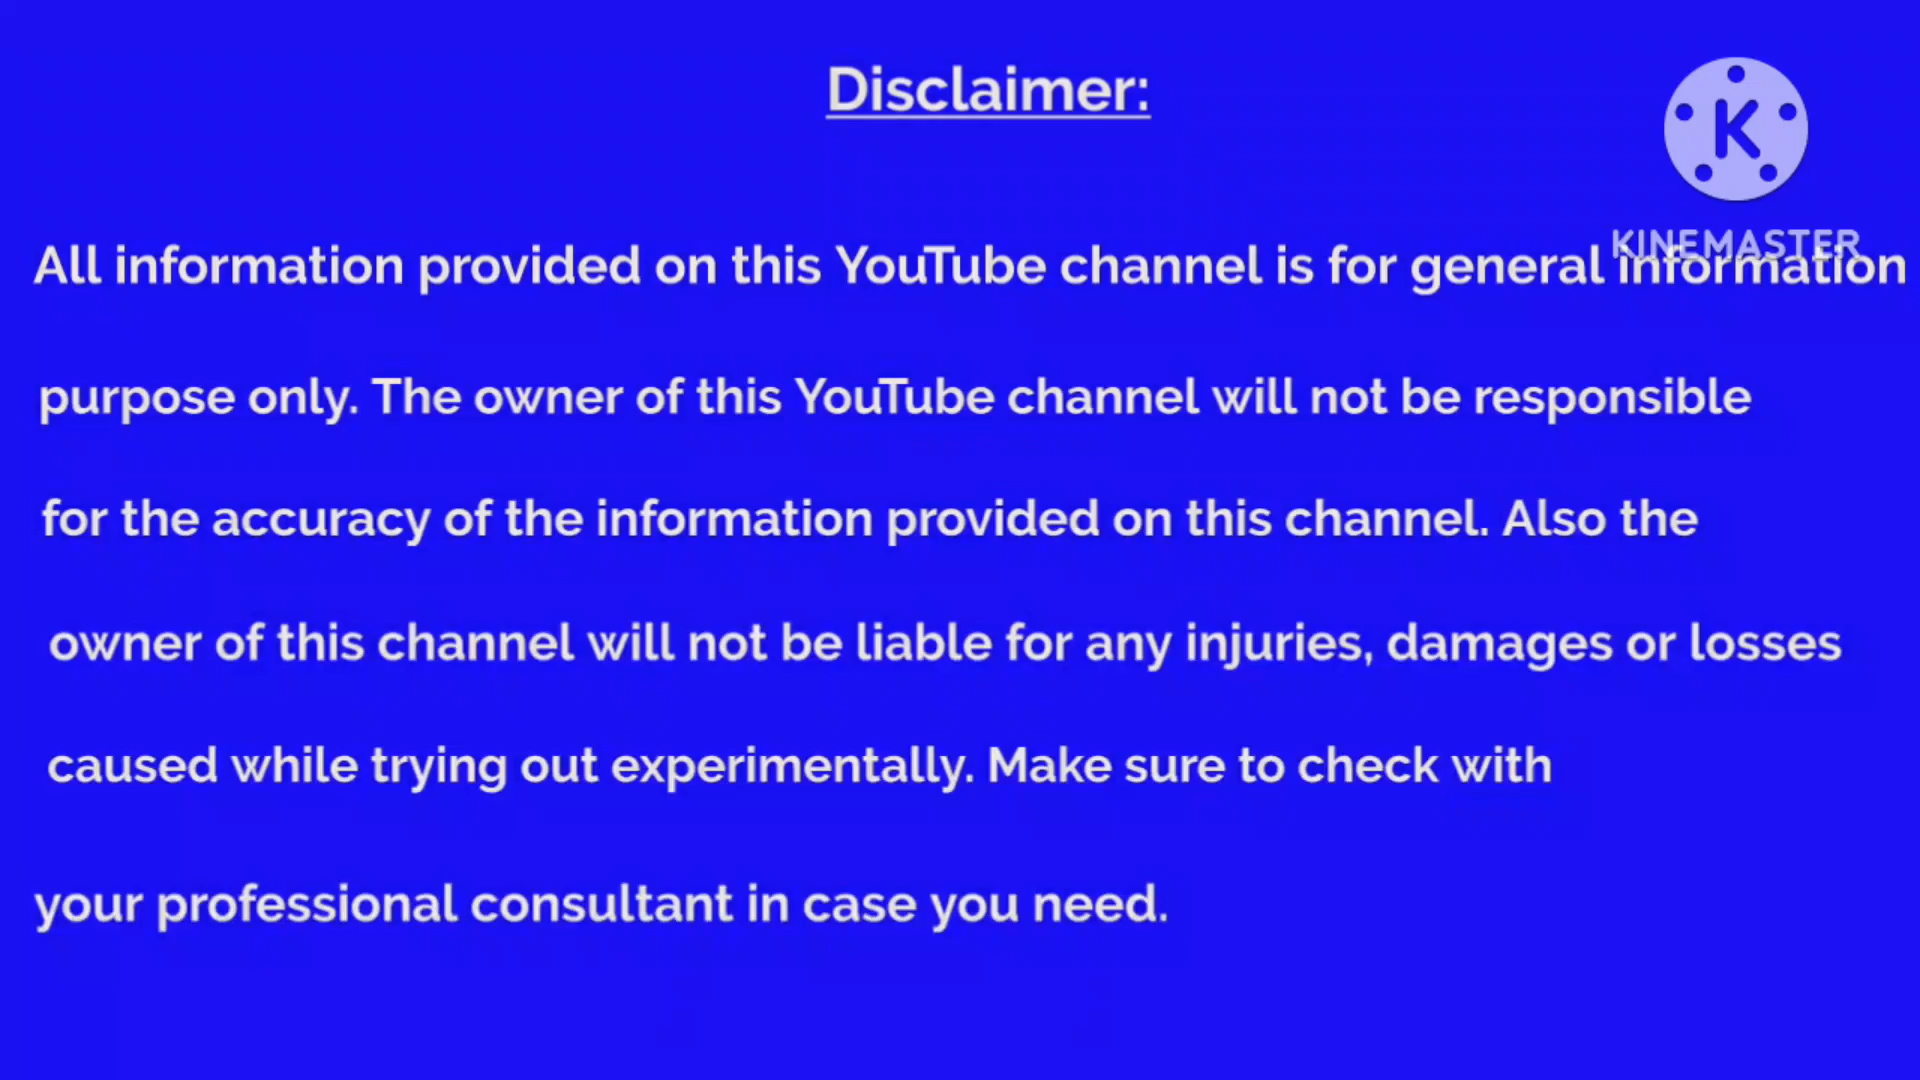 Disclaimer:
K
KINEMASTER
All information provided on this YouTube channel is for general information
purpose only. The owner of this YouTube channel will not be responsible
for the accuracy of the information provided on this channel. Also the
owner of this channel will not be liable for any injuries, damages or losses
caused while trying out experimentally. Make sure to check with
your professional consultant in case you need.